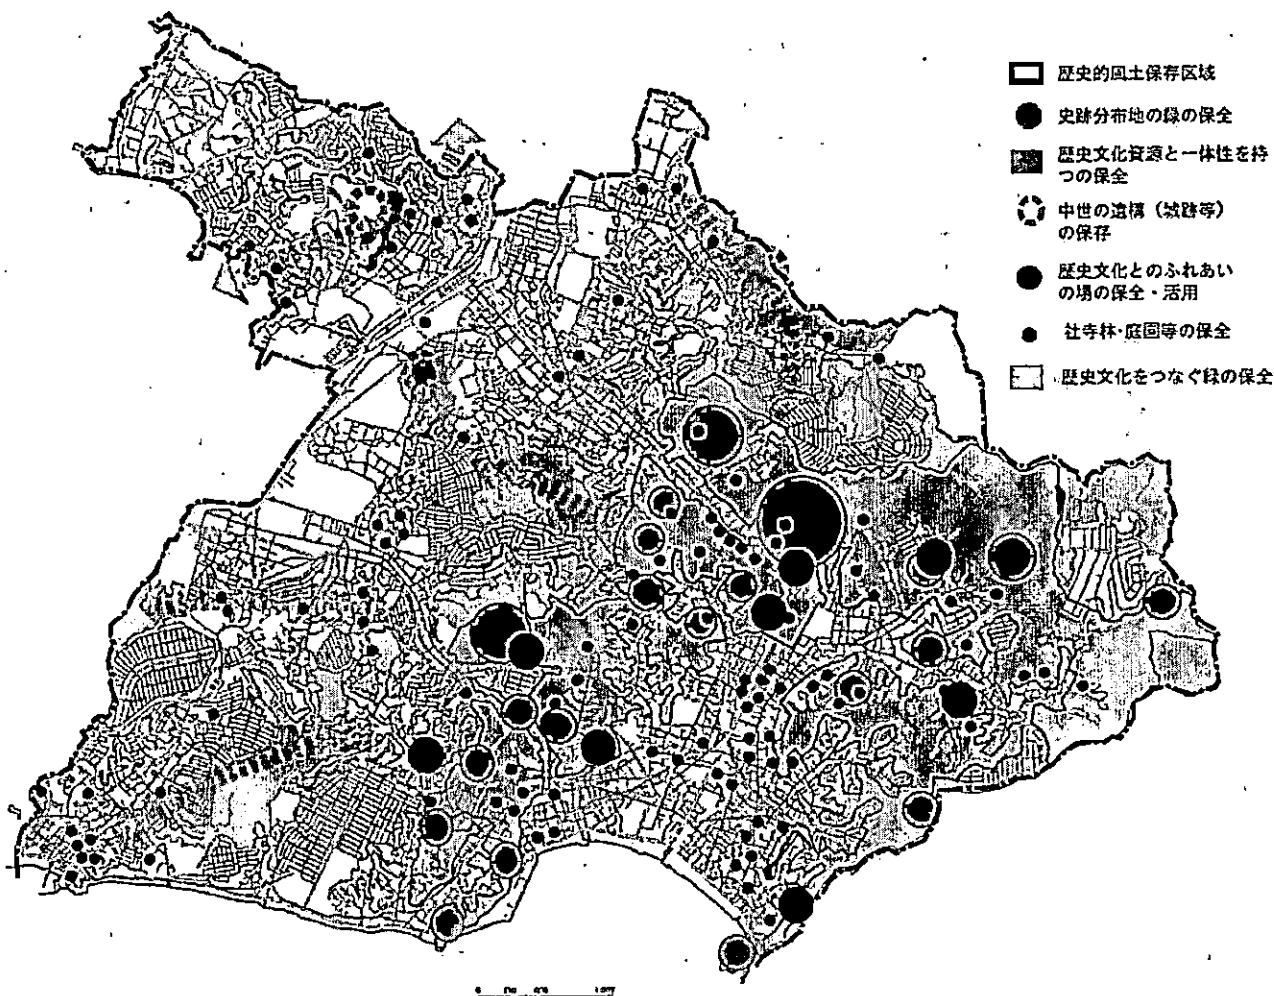 歴史的風土保存区域
史跡分布地の緑の保全
歴史文化資源と一体性を持
つの保全
中世の遺構（城跡等）
の保存
歴史文化とのふれあい
の場の保全・活用
社寺林・庭園等の保全
歴史文化をつなぐ緑の保全